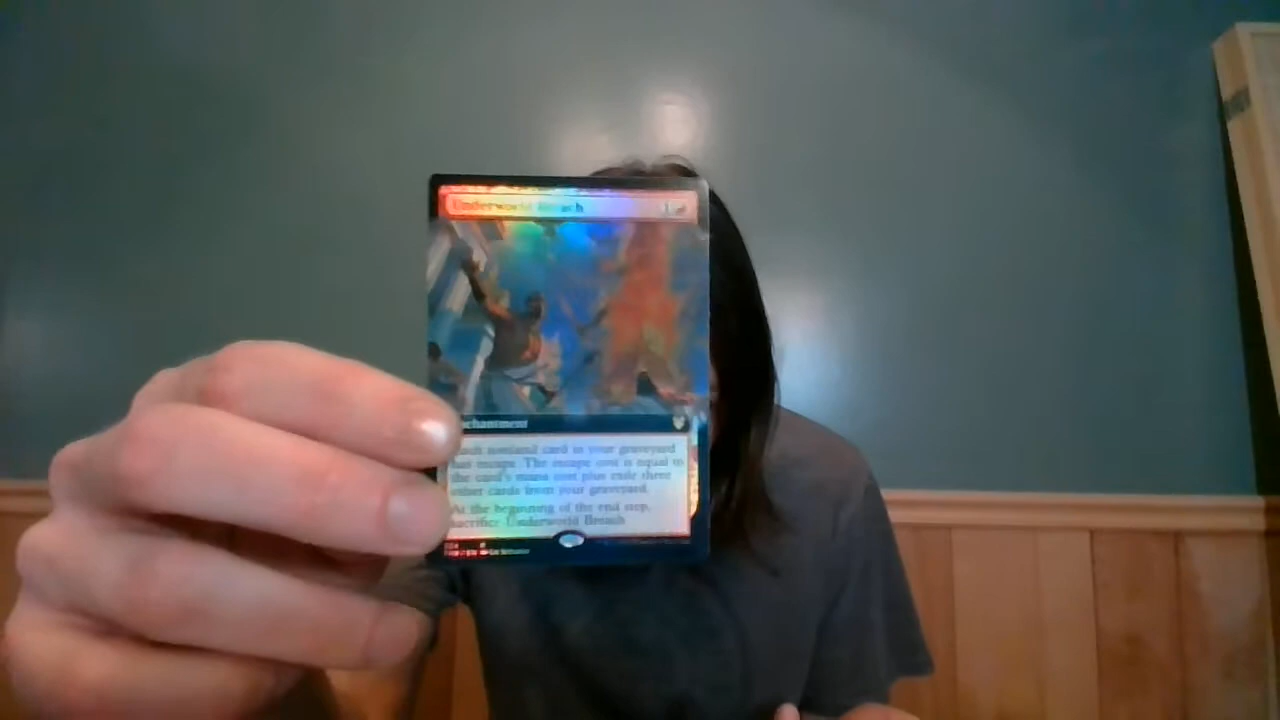 Underworld Breach 1
Enchantment
Each nonland card in your graveyard
has escape. The escape cost is equal to
the card's mana cost plus exile three
other cards from your graveyard.
At the beginning of the end step,
sacrifice Underworld Breach